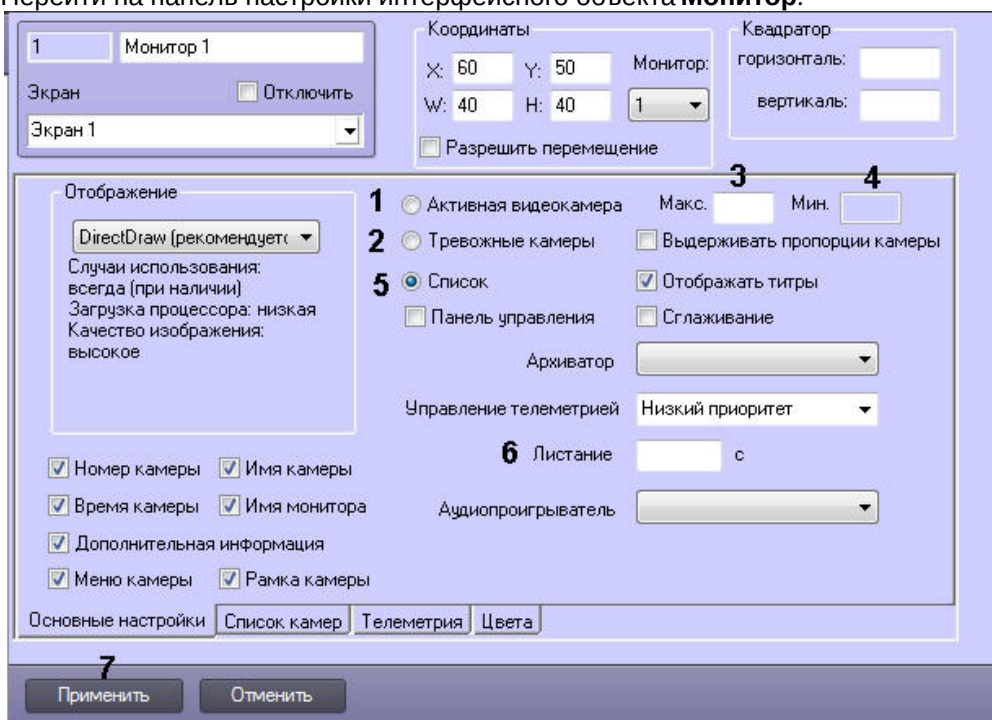 Перейти на панель настройки интерфейсного объекта Монитор.
1 Монитор 1
Экран Отключить
Экран 1
Координаты
X: 60 Y: 50 Монитор:
W: 40 H: 40 1
Разрешить перемещение
Квадратор
горизонталь:
вертикаль:
Отображение
DirectDraw (рекомендуетс
Случаи использования:
всегда (при наличии)
Загрузка процессора: низкая
Качество изображения:
высокое
3 4
1 Активная видеокамера Макс. Мин.
2 Тревожные камеры Выдерживать пропорции камеры
5 Список Отображать титры
Панель управления Сглаживание
Архиватор
Управление телеметрией Низкий приоритет
6 Листание с
Аудиопроигрыватель
Номер камеры Имя камеры
Время камеры Имя монитора
Дополнительная информация
Меню камеры Рамка камеры
Основные настройки Список камер Телеметрия Цвета
7
Применить Отменить